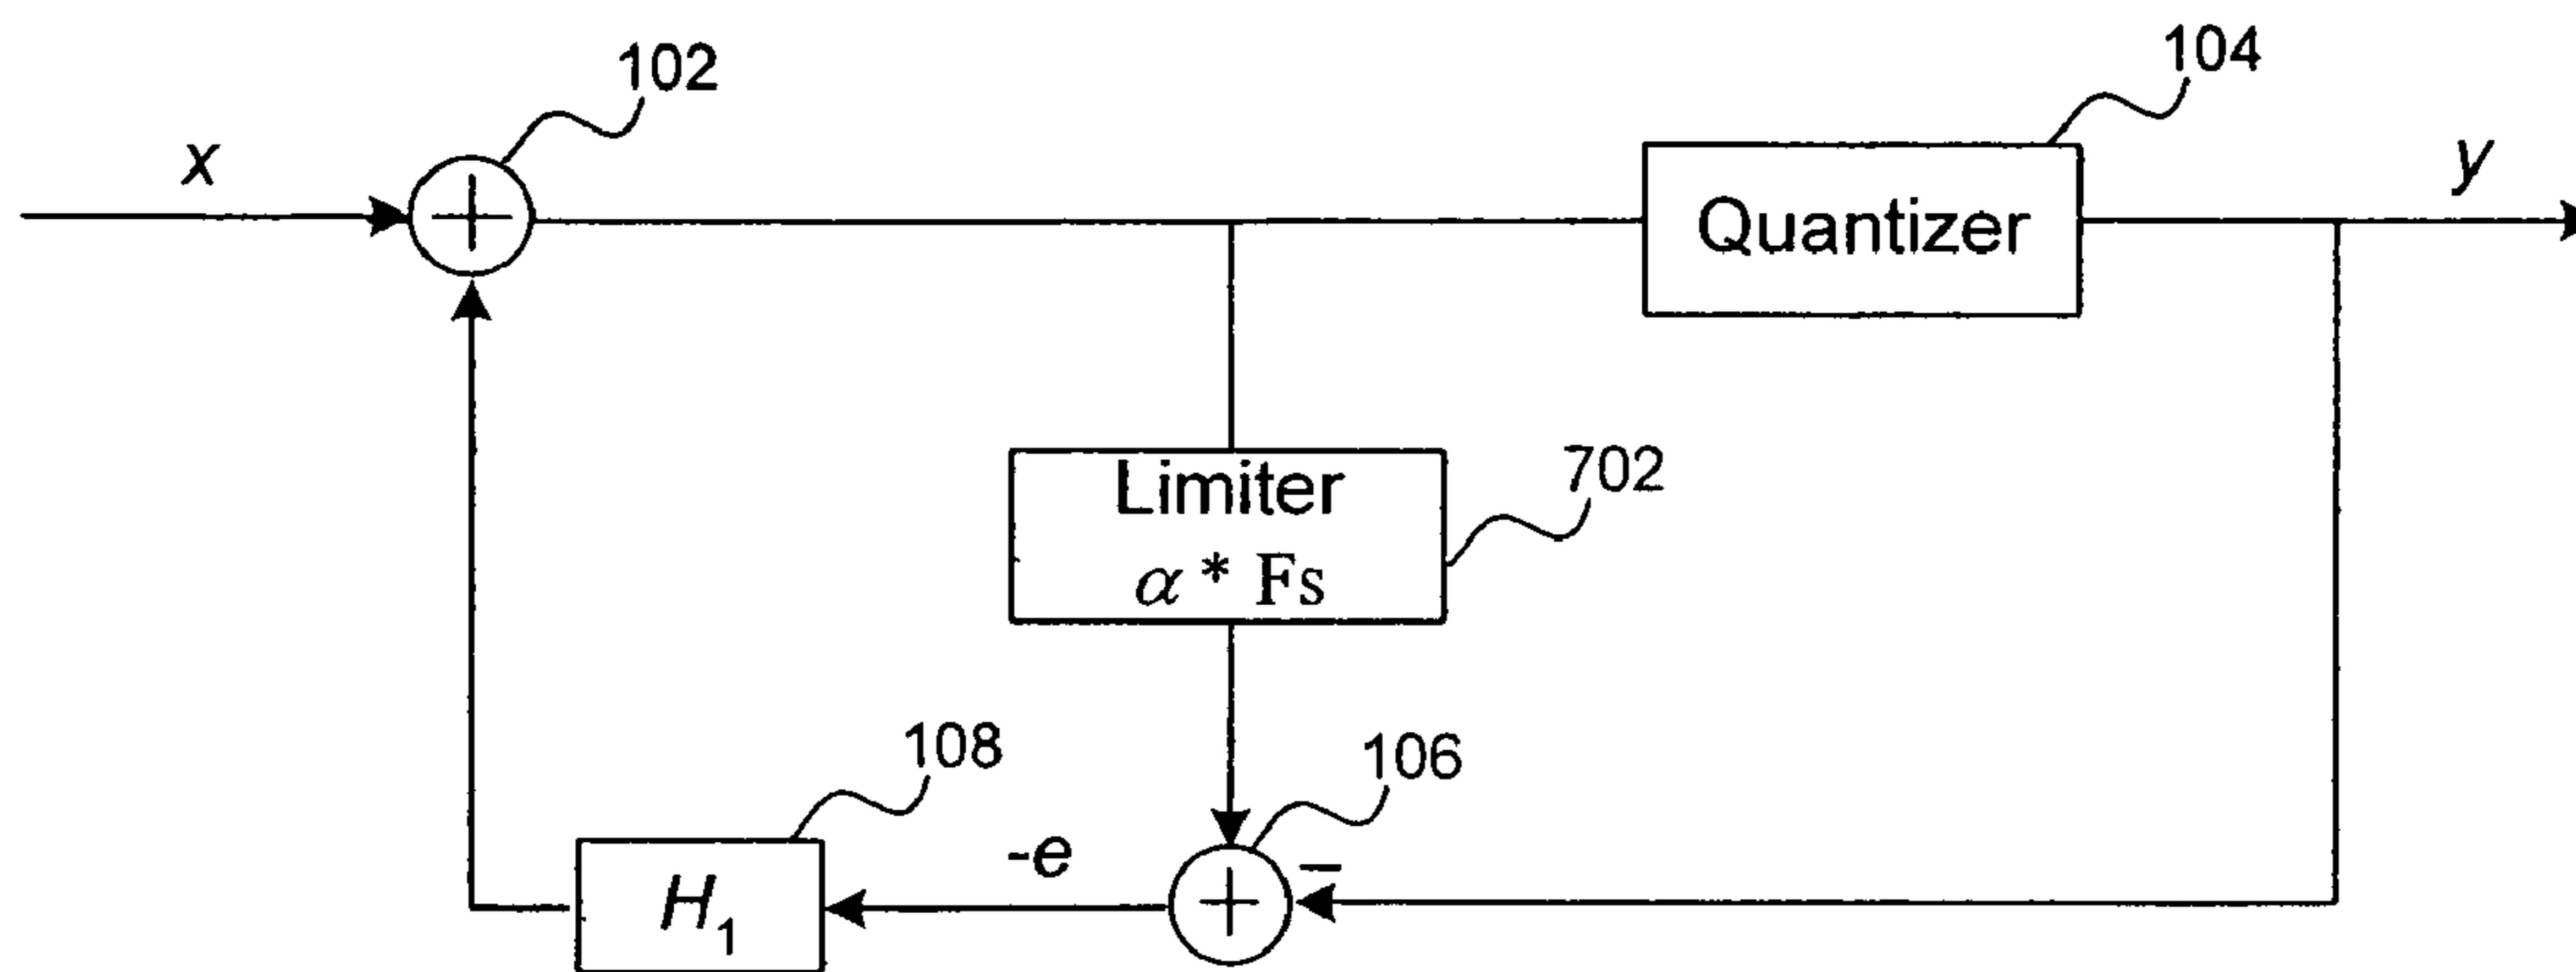 102
104
x
y
Quantizer
Limiter
α * Fs
702
108
106
-e
−
H₁